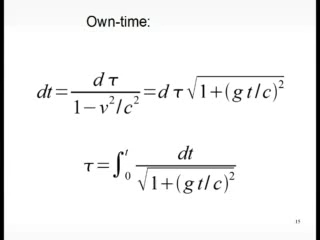 Own-time:
dt = dτ / 1−v²/c² = dτ √1+(g t/c)²
τ = ∫₀ᵗ dt / √1+(g t/c)²